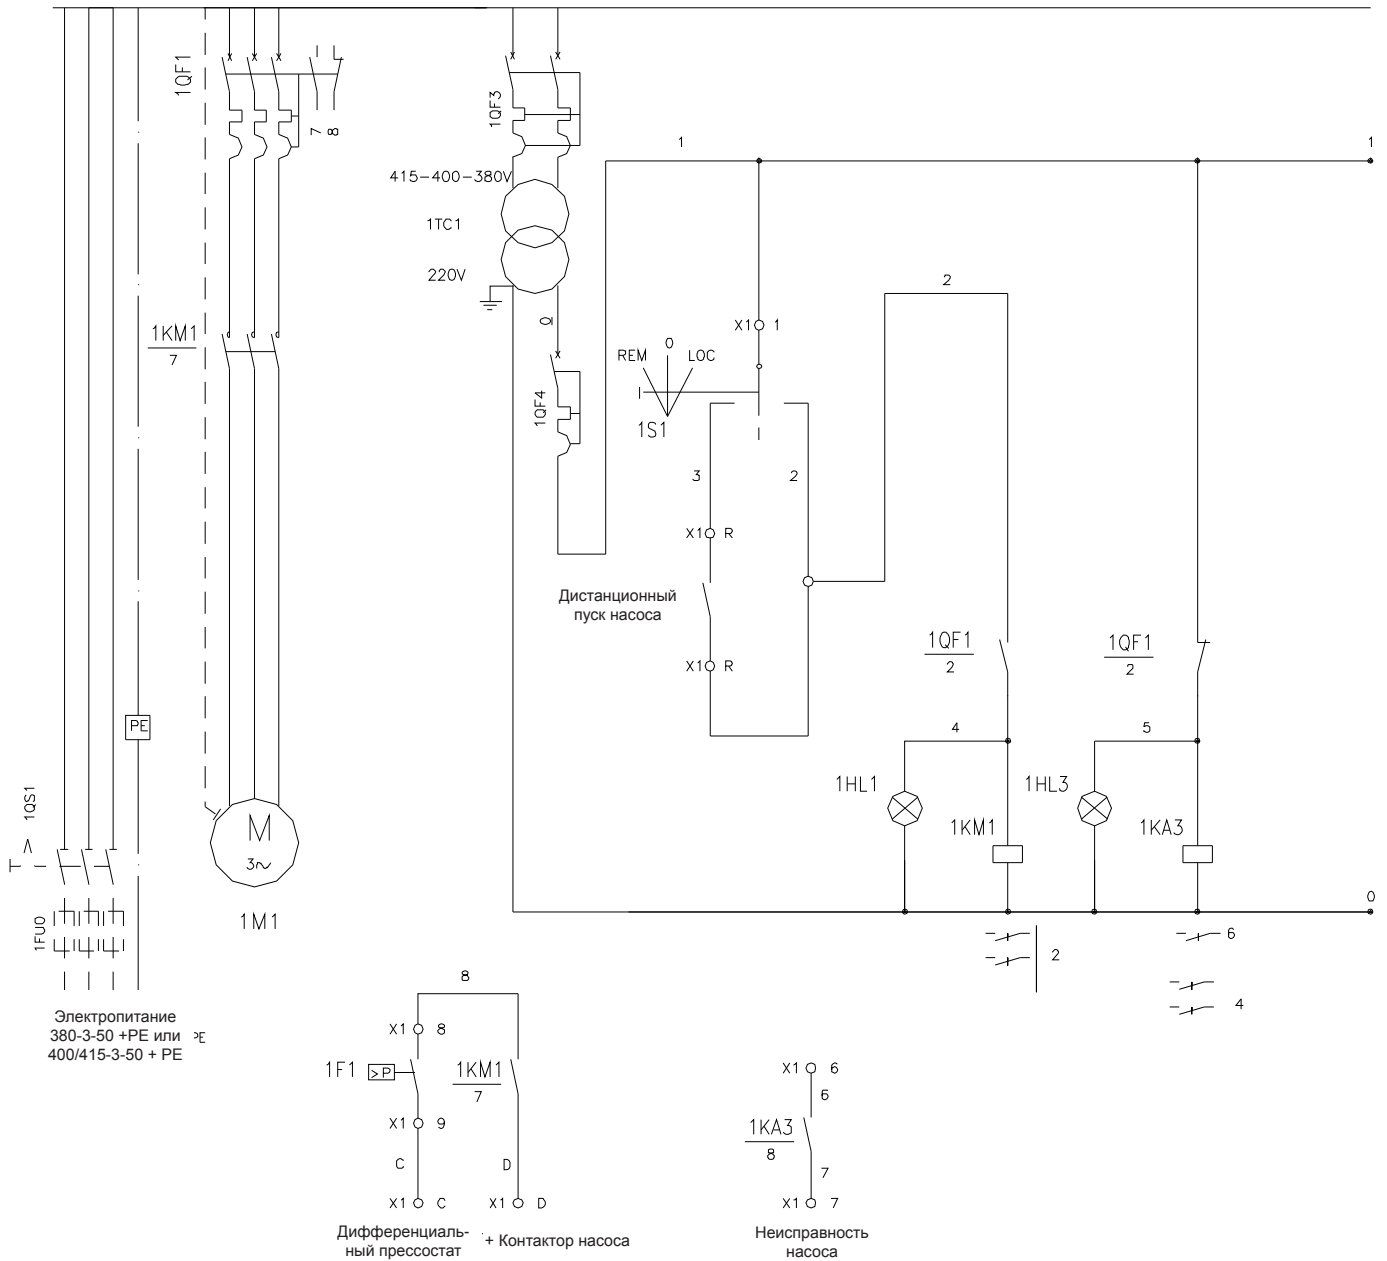 1QF1
7
8
1QF3
415-400-380V
1TC1
220V
Q
1QF4
1
1
2
X1 1
REM 0 LOC
1S1
3
2
X1 R
Дистанционный
пуск насоса
X1 R
1KM1
7
1QF1
2
1QF1
2
PE
4
5
1HL1
1HL3
1KM1
1KA3
1QS1
M
3~
1M1
1FU0
0
2
6
4
Электропитание
380-3-50 +PE или PE
400/415-3-50 + PE
8
X1 8
1F1 >P
1KM1
7
X1 9
C
D
X1 C
X1 D
Дифференциаль-
ный прессостат
+ Контактор насоса
X1 6
6
1KA3
8
7
X1 7
Неисправность
насоса